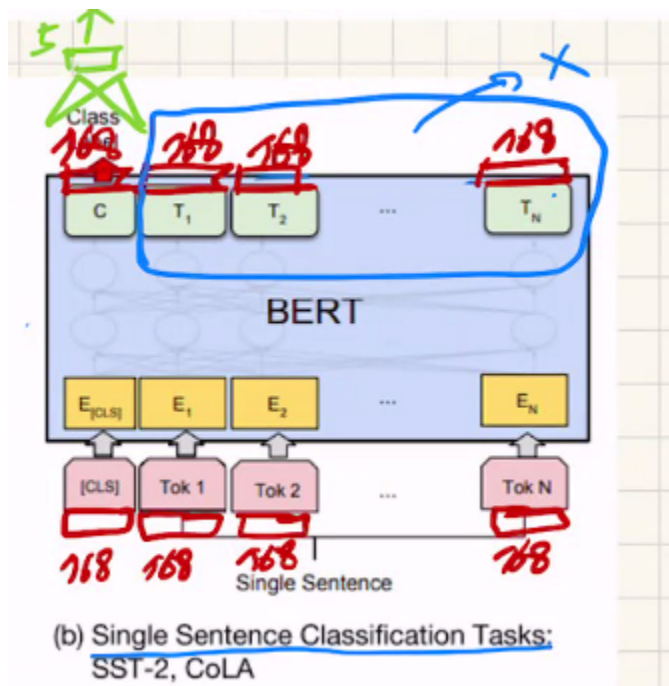 5
X
Class
768 768 768 768
C T1 T2 ... TN
BERT
E[CLS] E1 E2 ... EN
[CLS] Tok 1 Tok 2 ... Tok N
768 768 768 768
Single Sentence
(b) Single Sentence Classification Tasks:
SST-2, CoLA